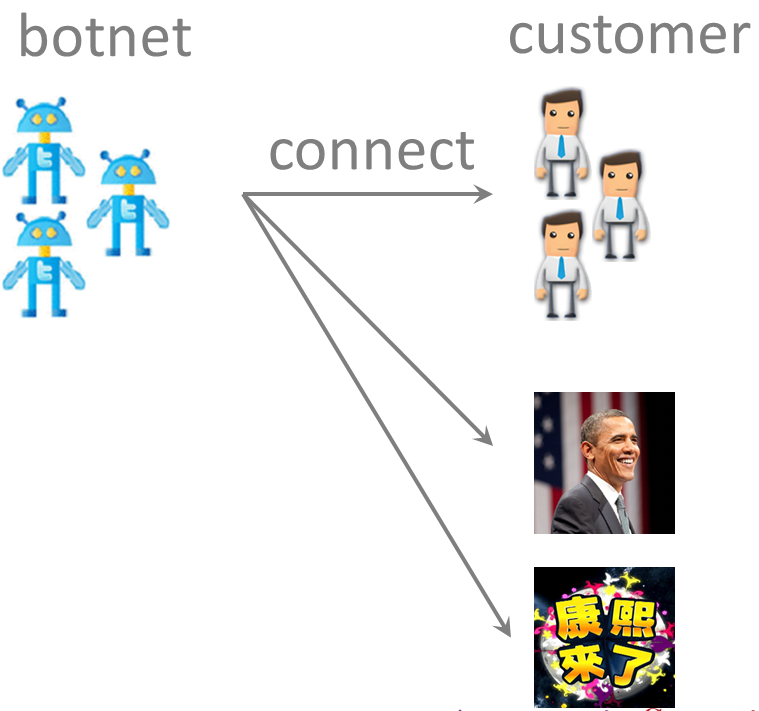 botnet
customer
connect
康熙
來了